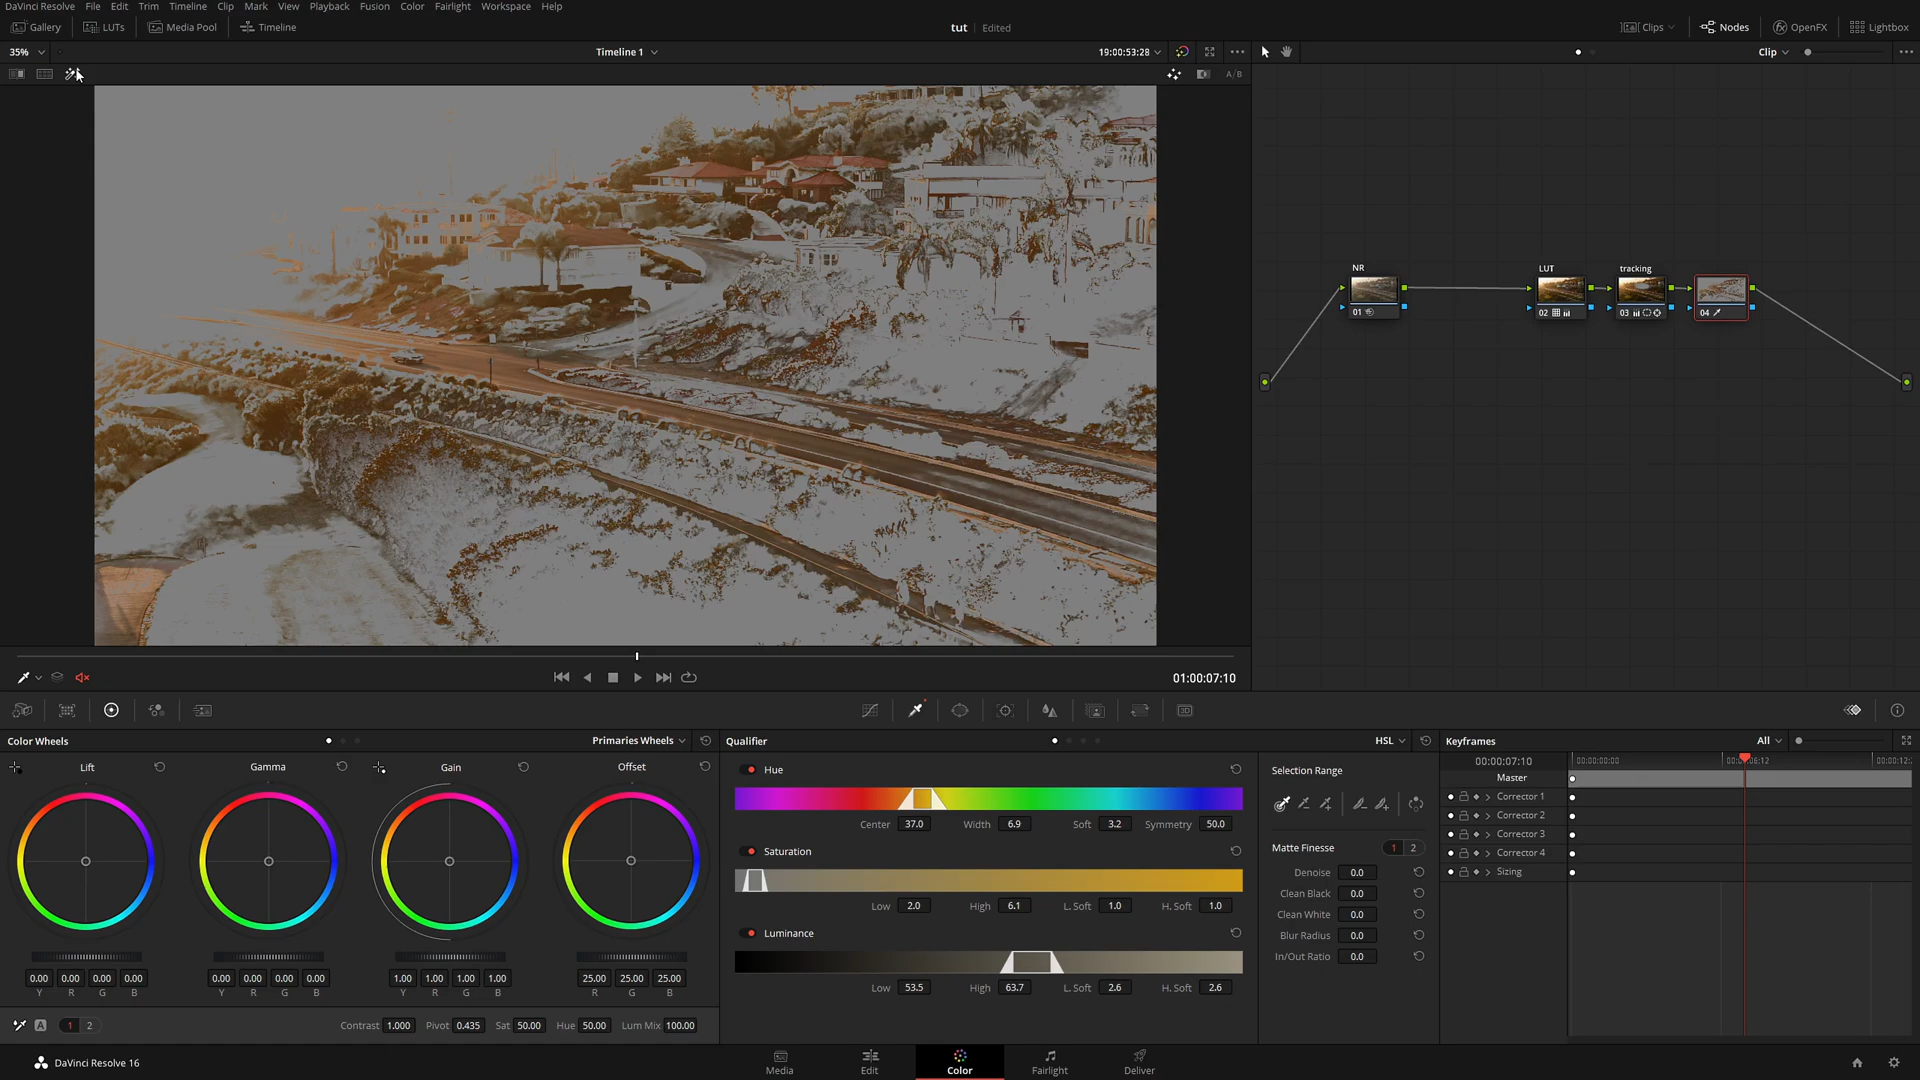 DaVinci Resolve File Edit Trim Timeline Clip Mark View Playback Fusion Color Fairlight Workspace Help
Gallery LUTs Media Pool Timeline tut Edited Clips Nodes OpenFX Lightbox
35% Timeline 1 19:00:53:28 Clip
A/B
NR LUT tracking
01 02 03 04
01:00:07:10
Color Wheels Primaries Wheels Qualifier HSL Keyframes All
Lift Gamma Gain Offset
Hue
Center 37.0 Width 6.9 Soft 3.2 Symmetry 50.0
Saturation
Low 2.0 High 6.1 L. Soft 1.0 H. Soft 1.0
Luminance
Low 53.5 High 63.7 L. Soft 2.6 H. Soft 2.6
Selection Range
Matte Finesse 1 2
Denoise 0.0
Clean Black 0.0
Clean White 0.0
Blur Radius 0.0
In/Out Ratio 0.0
00:00:07:10 00:00:00:00
Master
Corrector 1
Corrector 2
Corrector 3
Corrector 4
Sizing
0.00 0.00 0.00 0.00 0.00 0.00 0.00 0.00 1.00 1.00 1.00 1.00 25.00 25.00 25.00
Y R G B Y R G B Y R G B R G B
A 1 2 Contrast 1.000 Pivot 0.435 Sat 50.00 Hue 50.00 Lum Mix 100.00
DaVinci Resolve 16 Media Edit Color Fairlight Deliver